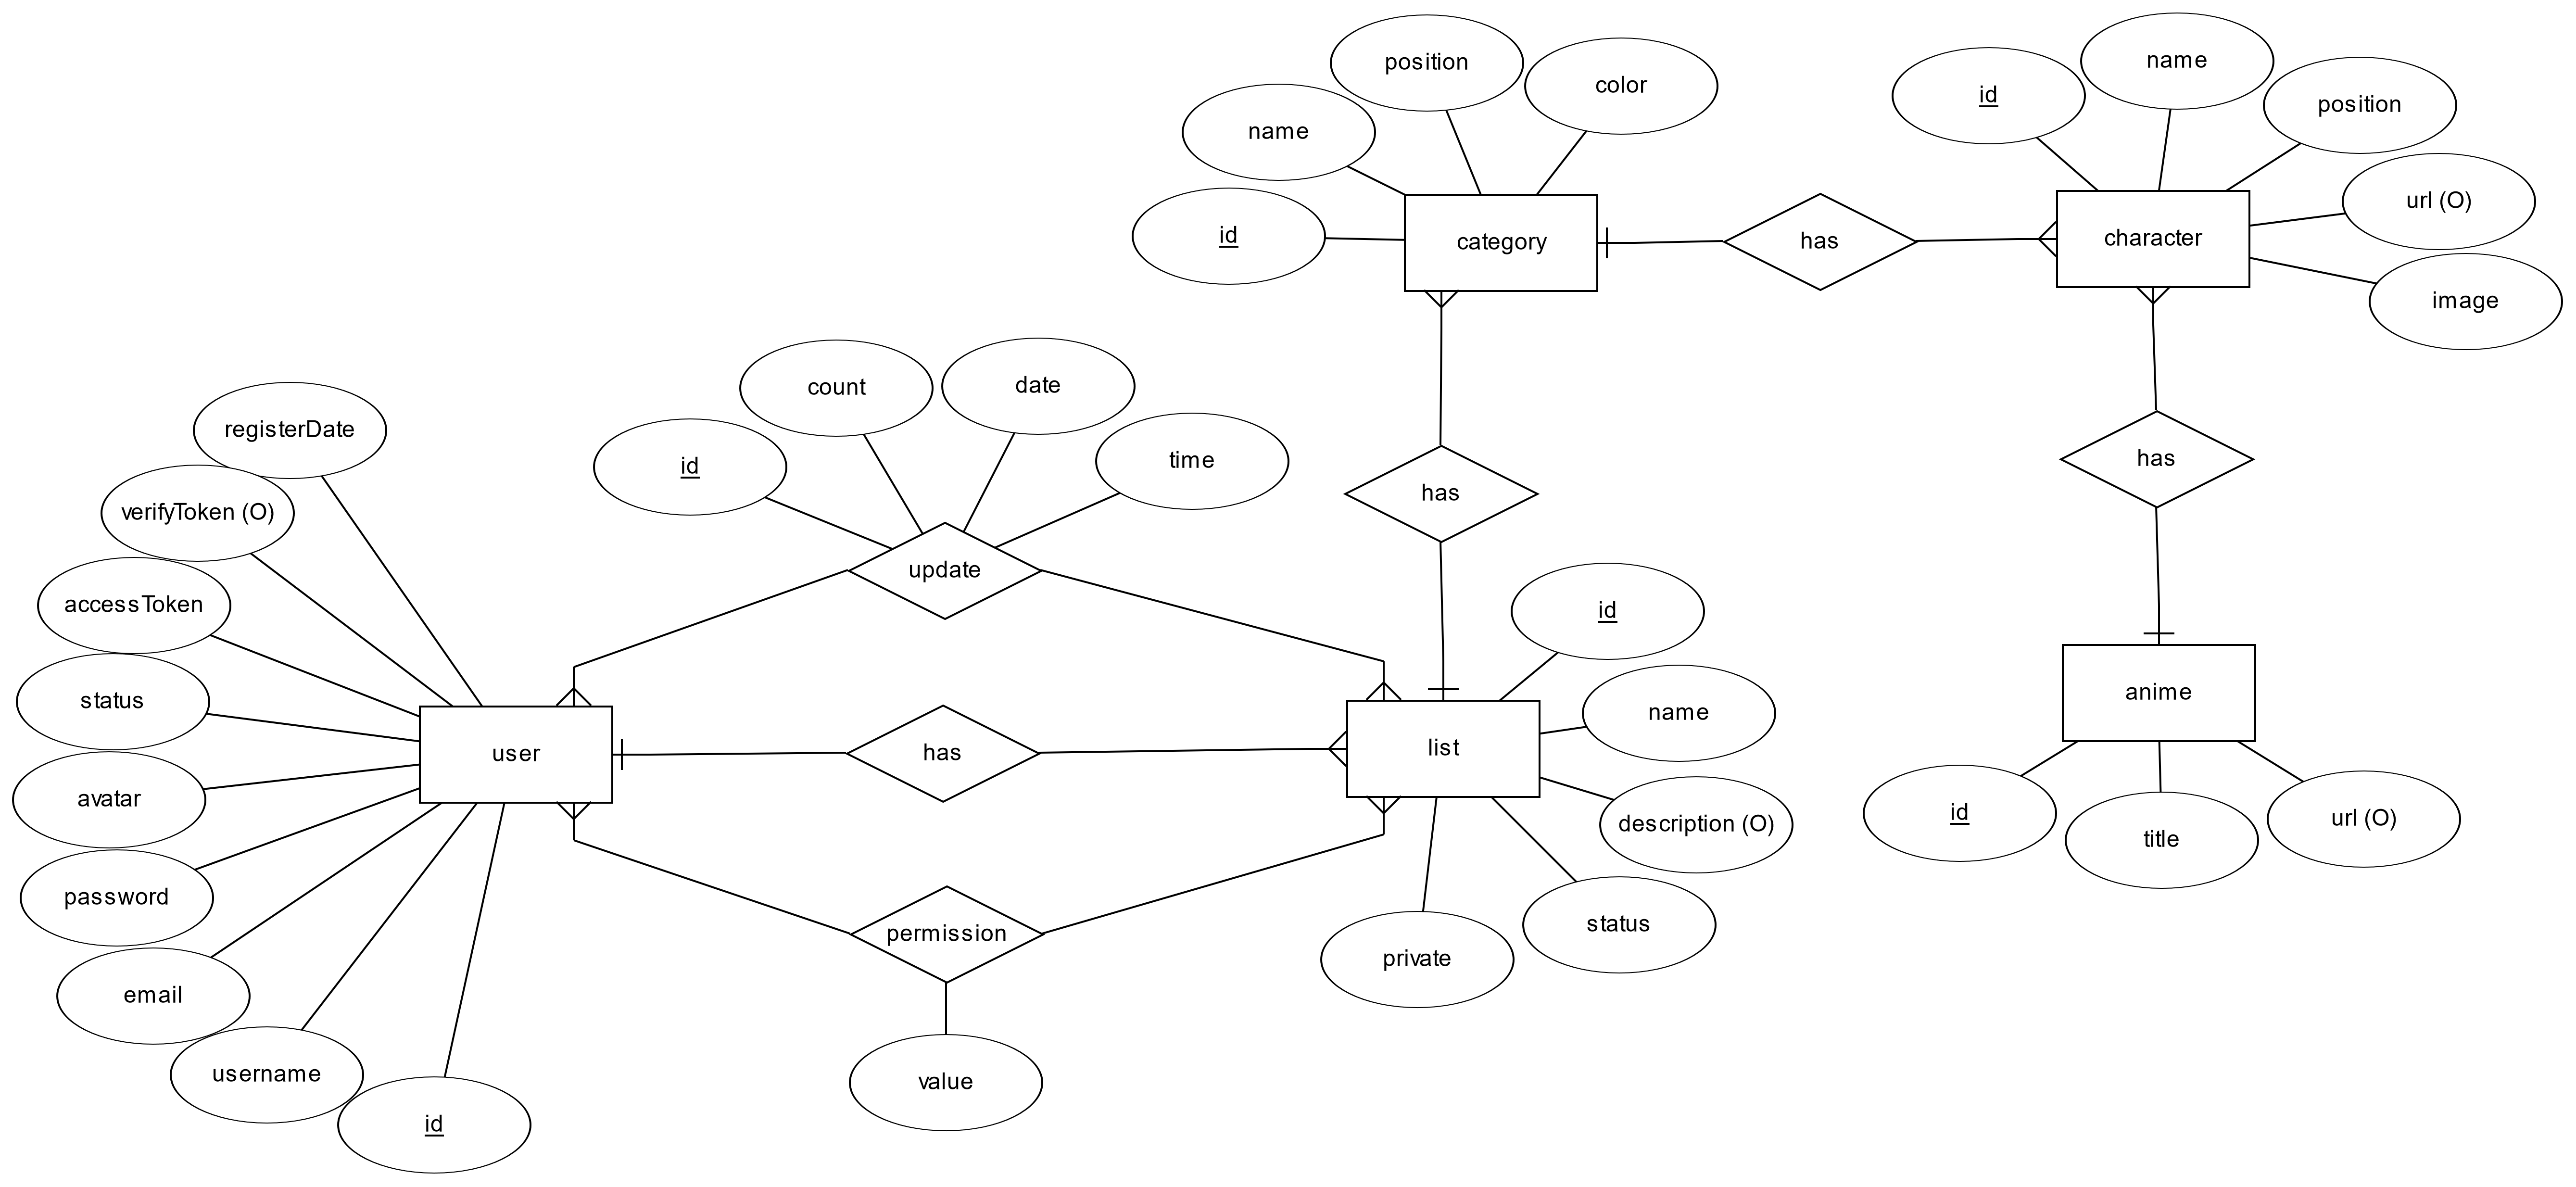 position
color
name
id
category
has
id
name
position
url (O)
image
character
count
date
id
time
update
registerDate
verifyToken (O)
accessToken
status
avatar
password
email
username
id
user
has
permission
value
has
list
id
name
description (O)
status
private
has
anime
id
title
url (O)